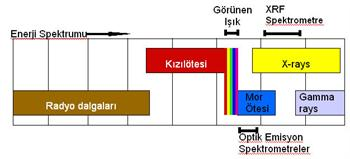 Görünen
Işık
XRF
Spektrometre
Enerji Spektrumu
Kızılötesi
X-rays
Radyo dalgaları
Mor
Ötesi
Gamma
rays
Optik Emisyon
Spektrometreler